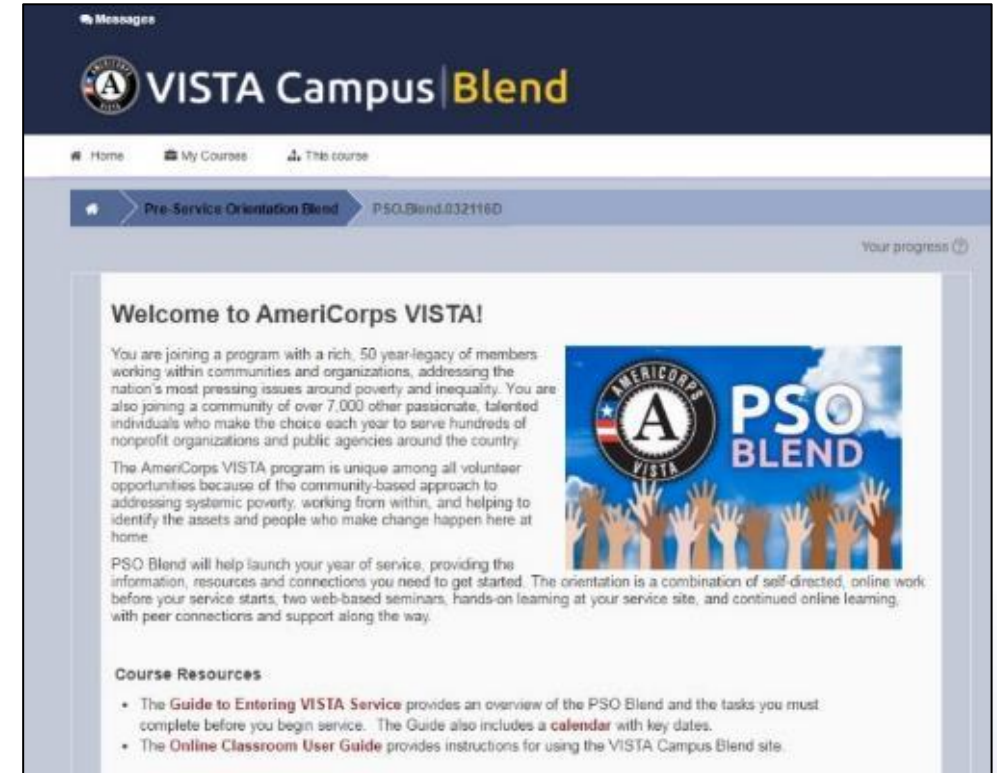 Messages
AMERICORPS
A
VISTA
VISTA Campus|Blend
Home My Courses This course
Pre-Service Orientation Blend PSO.Blend.032116D
Your progress
Welcome to AmeriCorps VISTA!
You are joining a program with a rich, 50 year-legacy of members
working within communities and organizations, addressing the
nation's most pressing issues around poverty and inequality. You are
also joining a community of over 7,000 other passionate, talented
individuals who make the choice each year to serve hundreds of
nonprofit organizations and public agencies around the country.
The AmeriCorps VISTA program is unique among all volunteer
opportunities because of the community-based approach to
addressing systemic poverty, working from within, and helping to
identify the assets and people who make change happen here at
home.
AMERICORPS
A
VISTA
PSO
BLEND
PSO Blend will help launch your year of service, providing the
information, resources and connections you need to get started. The orientation is a combination of self-directed, online work
before your service starts, two web-based seminars, hands-on learning at your service site, and continued online learning,
with peer connections and support along the way.
Course Resources
• The Guide to Entering VISTA Service provides an overview of the PSO Blend and the tasks you must
complete before you begin service. The Guide also includes a calendar with key dates.
• The Online Classroom User Guide provides instructions for using the VISTA Campus Blend site.